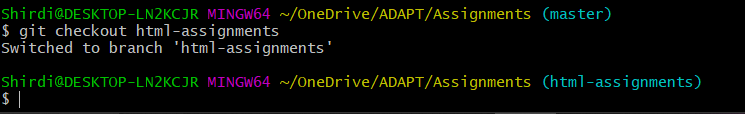 Shirdi@DESKTOP-LN2KCJR MINGW64 ~/OneDrive/ADAPT/Assignments (master)
$ git checkout html-assignments
Switched to branch 'html-assignments'
Shirdi@DESKTOP-LN2KCJR MINGW64 ~/OneDrive/ADAPT/Assignments (html-assignments)
$